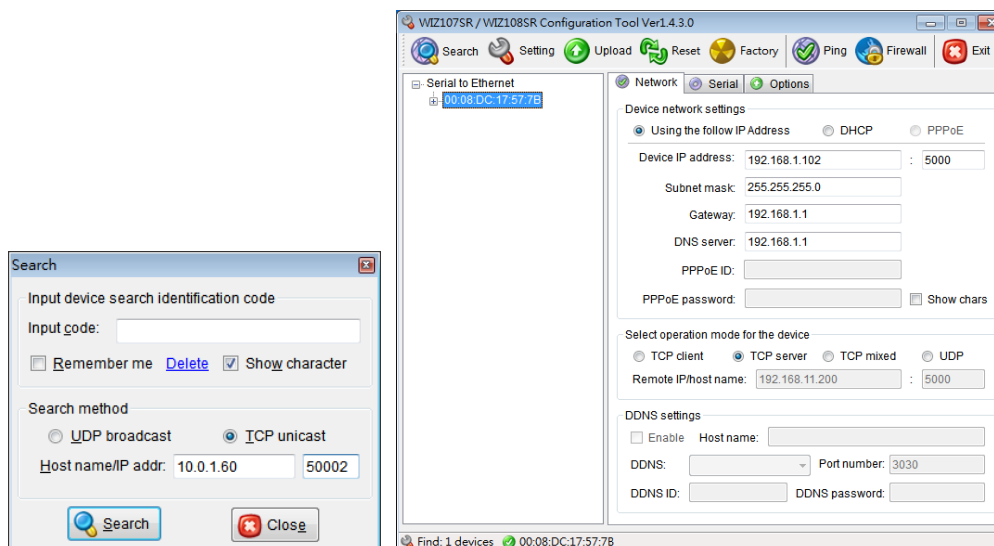 Search
Input device search identification code
Input code:
Remember me Delete Show character
Search method
UDP broadcast TCP unicast
Host name/IP addr: 10.0.1.60 50002
Search Close
WIZ107SR / WIZ108SR Configuration Tool Ver1.4.3.0
Search Setting Upload Reset Factory Ping Firewall Exit
Serial to Ethernet
00:08:DC:17:57:7B
Network Serial Options
Device network settings
Using the follow IP Address DHCP PPPoE
Device IP address: 192.168.1.102 : 5000
Subnet mask: 255.255.255.0
Gateway: 192.168.1.1
DNS server: 192.168.1.1
PPPoE ID:
PPPoE password: Show chars
Select operation mode for the device
TCP client TCP server TCP mixed UDP
Remote IP/host name: 192.168.11.200 : 5000
DDNS settings
Enable Host name:
DDNS: Port number: 3030
DDNS ID: DDNS password:
Find: 1 devices 00:08:DC:17:57:7B